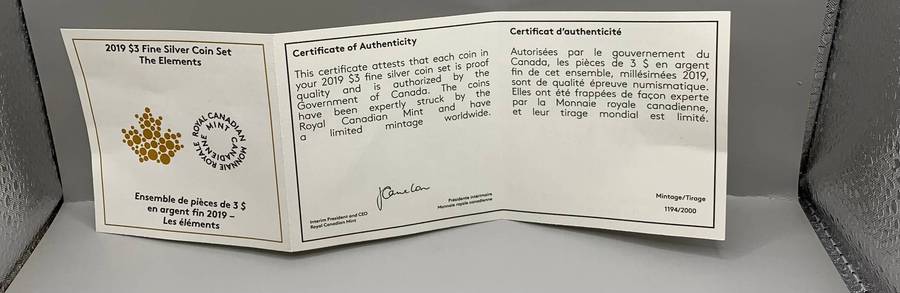 2019 $3 Fine Silver Coin Set
The Elements
ROYAL CANADIAN MINT
MONNAIE ROYALE CANADIENNE
Ensemble de pièces de 3 $
en argent fin 2019 –
Les éléments
Certificate of Authenticity
This certificate attests that each coin in
your 2019 $3 fine silver coin set is proof
quality and is authorized by the
Government of Canada. The coins
have been expertly struck by the
Royal Canadian Mint and have
a limited mintage worldwide.
Interim President and CEO
Royal Canadian Mint
Présidente intérimaire
Monnaie royale canadienne
Certificat d'authenticité
Autorisées par le gouvernement du
Canada, les pièces de 3 $ en argent
fin de cet ensemble, millésimées 2019,
sont de qualité épreuve numismatique.
Elles ont été frappées de façon experte
par la Monnaie royale canadienne,
et leur tirage mondial est limité.
Mintage/Tirage
1194/2000